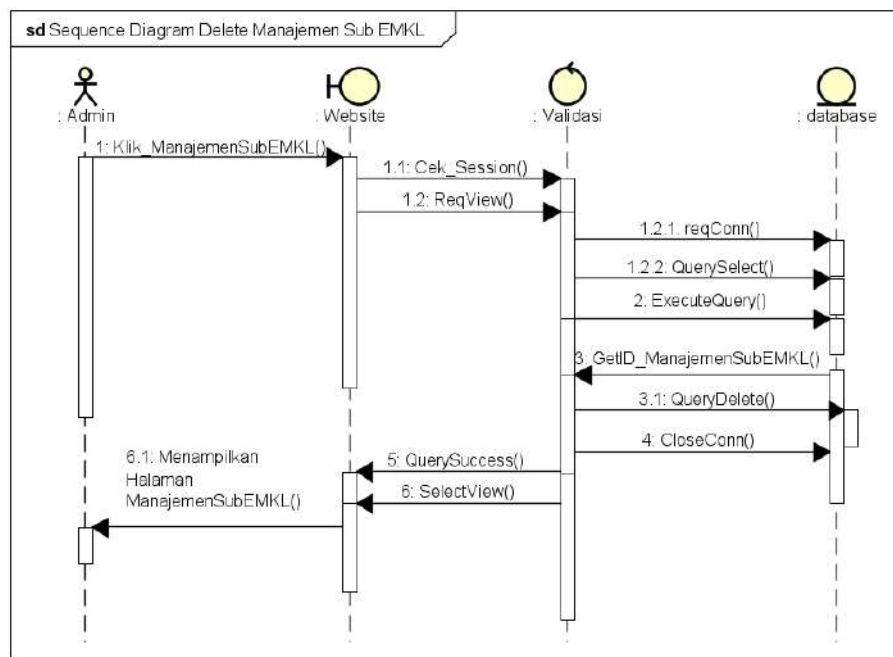 sd Sequence Diagram Delete Manajemen Sub EMKL
: Admin
: Website
: Validasi
: database
1: Klik_ManajemenSubEMKL()
1.1: Cek_Session()
1.2: ReqView()
1.2.1: reqConn()
1.2.2: QuerySelect()
2: ExecuteQuery()
3: GetID_ManajemenSubEMKL()
3.1: QueryDelete()
4: CloseConn()
5: QuerySuccess()
6: SelectView()
6.1: Menampilkan
Halaman
ManajemenSubEMKL()